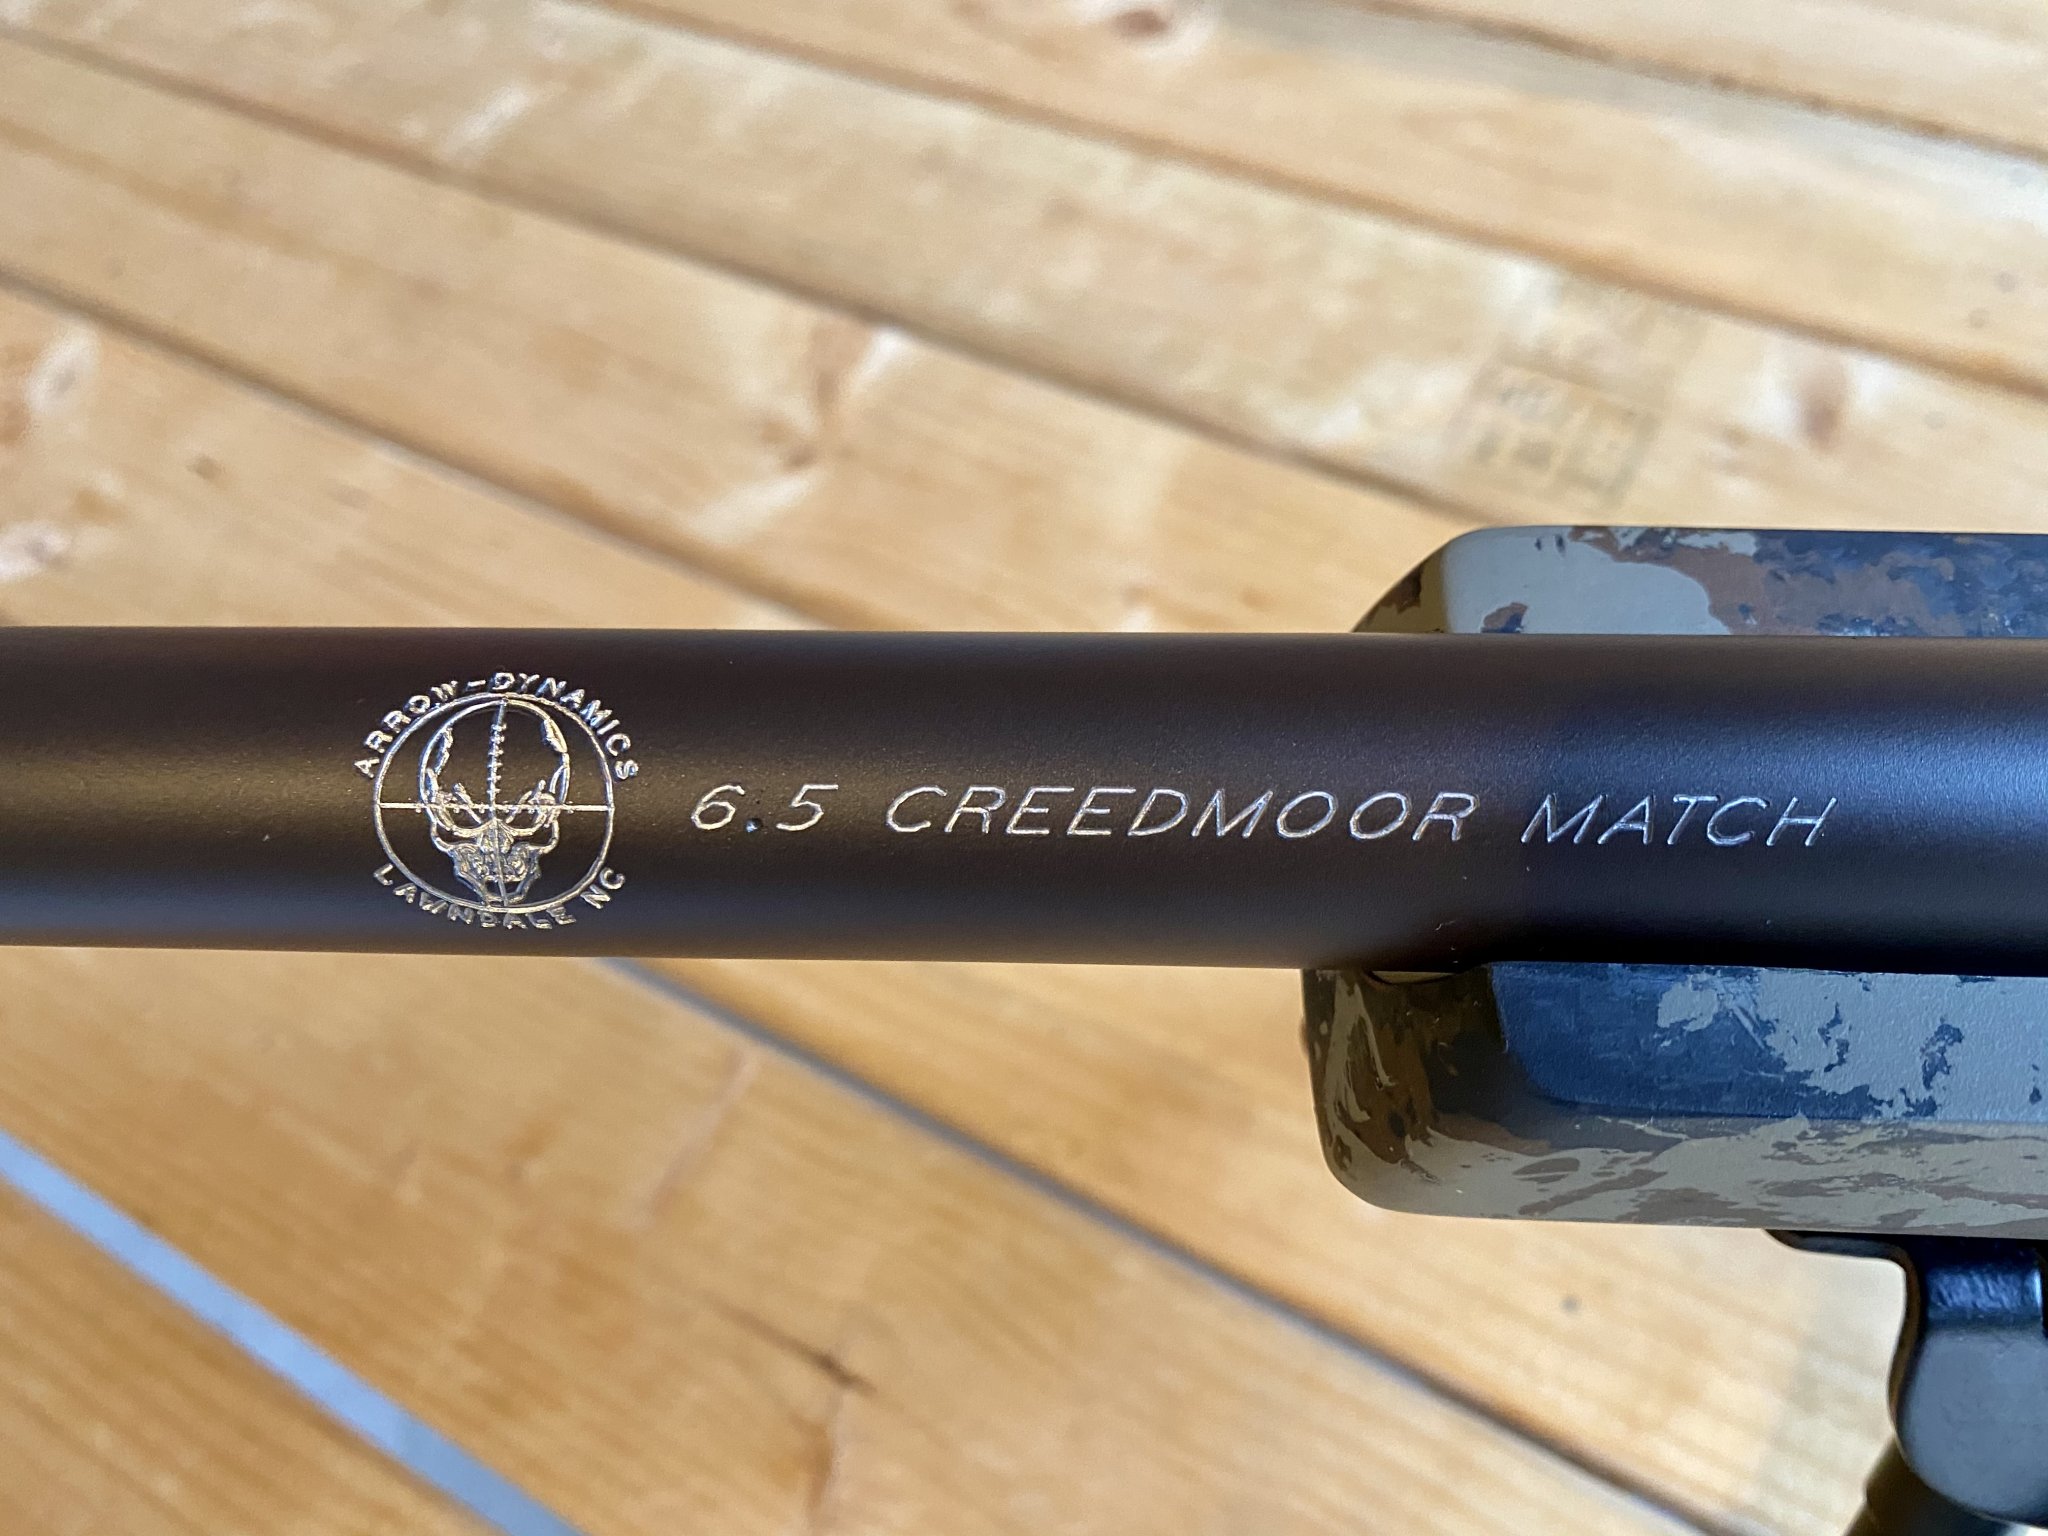 ARROW-DYNAMICS
LAWNDALE NC
6.5 CREEDMOOR MATCH